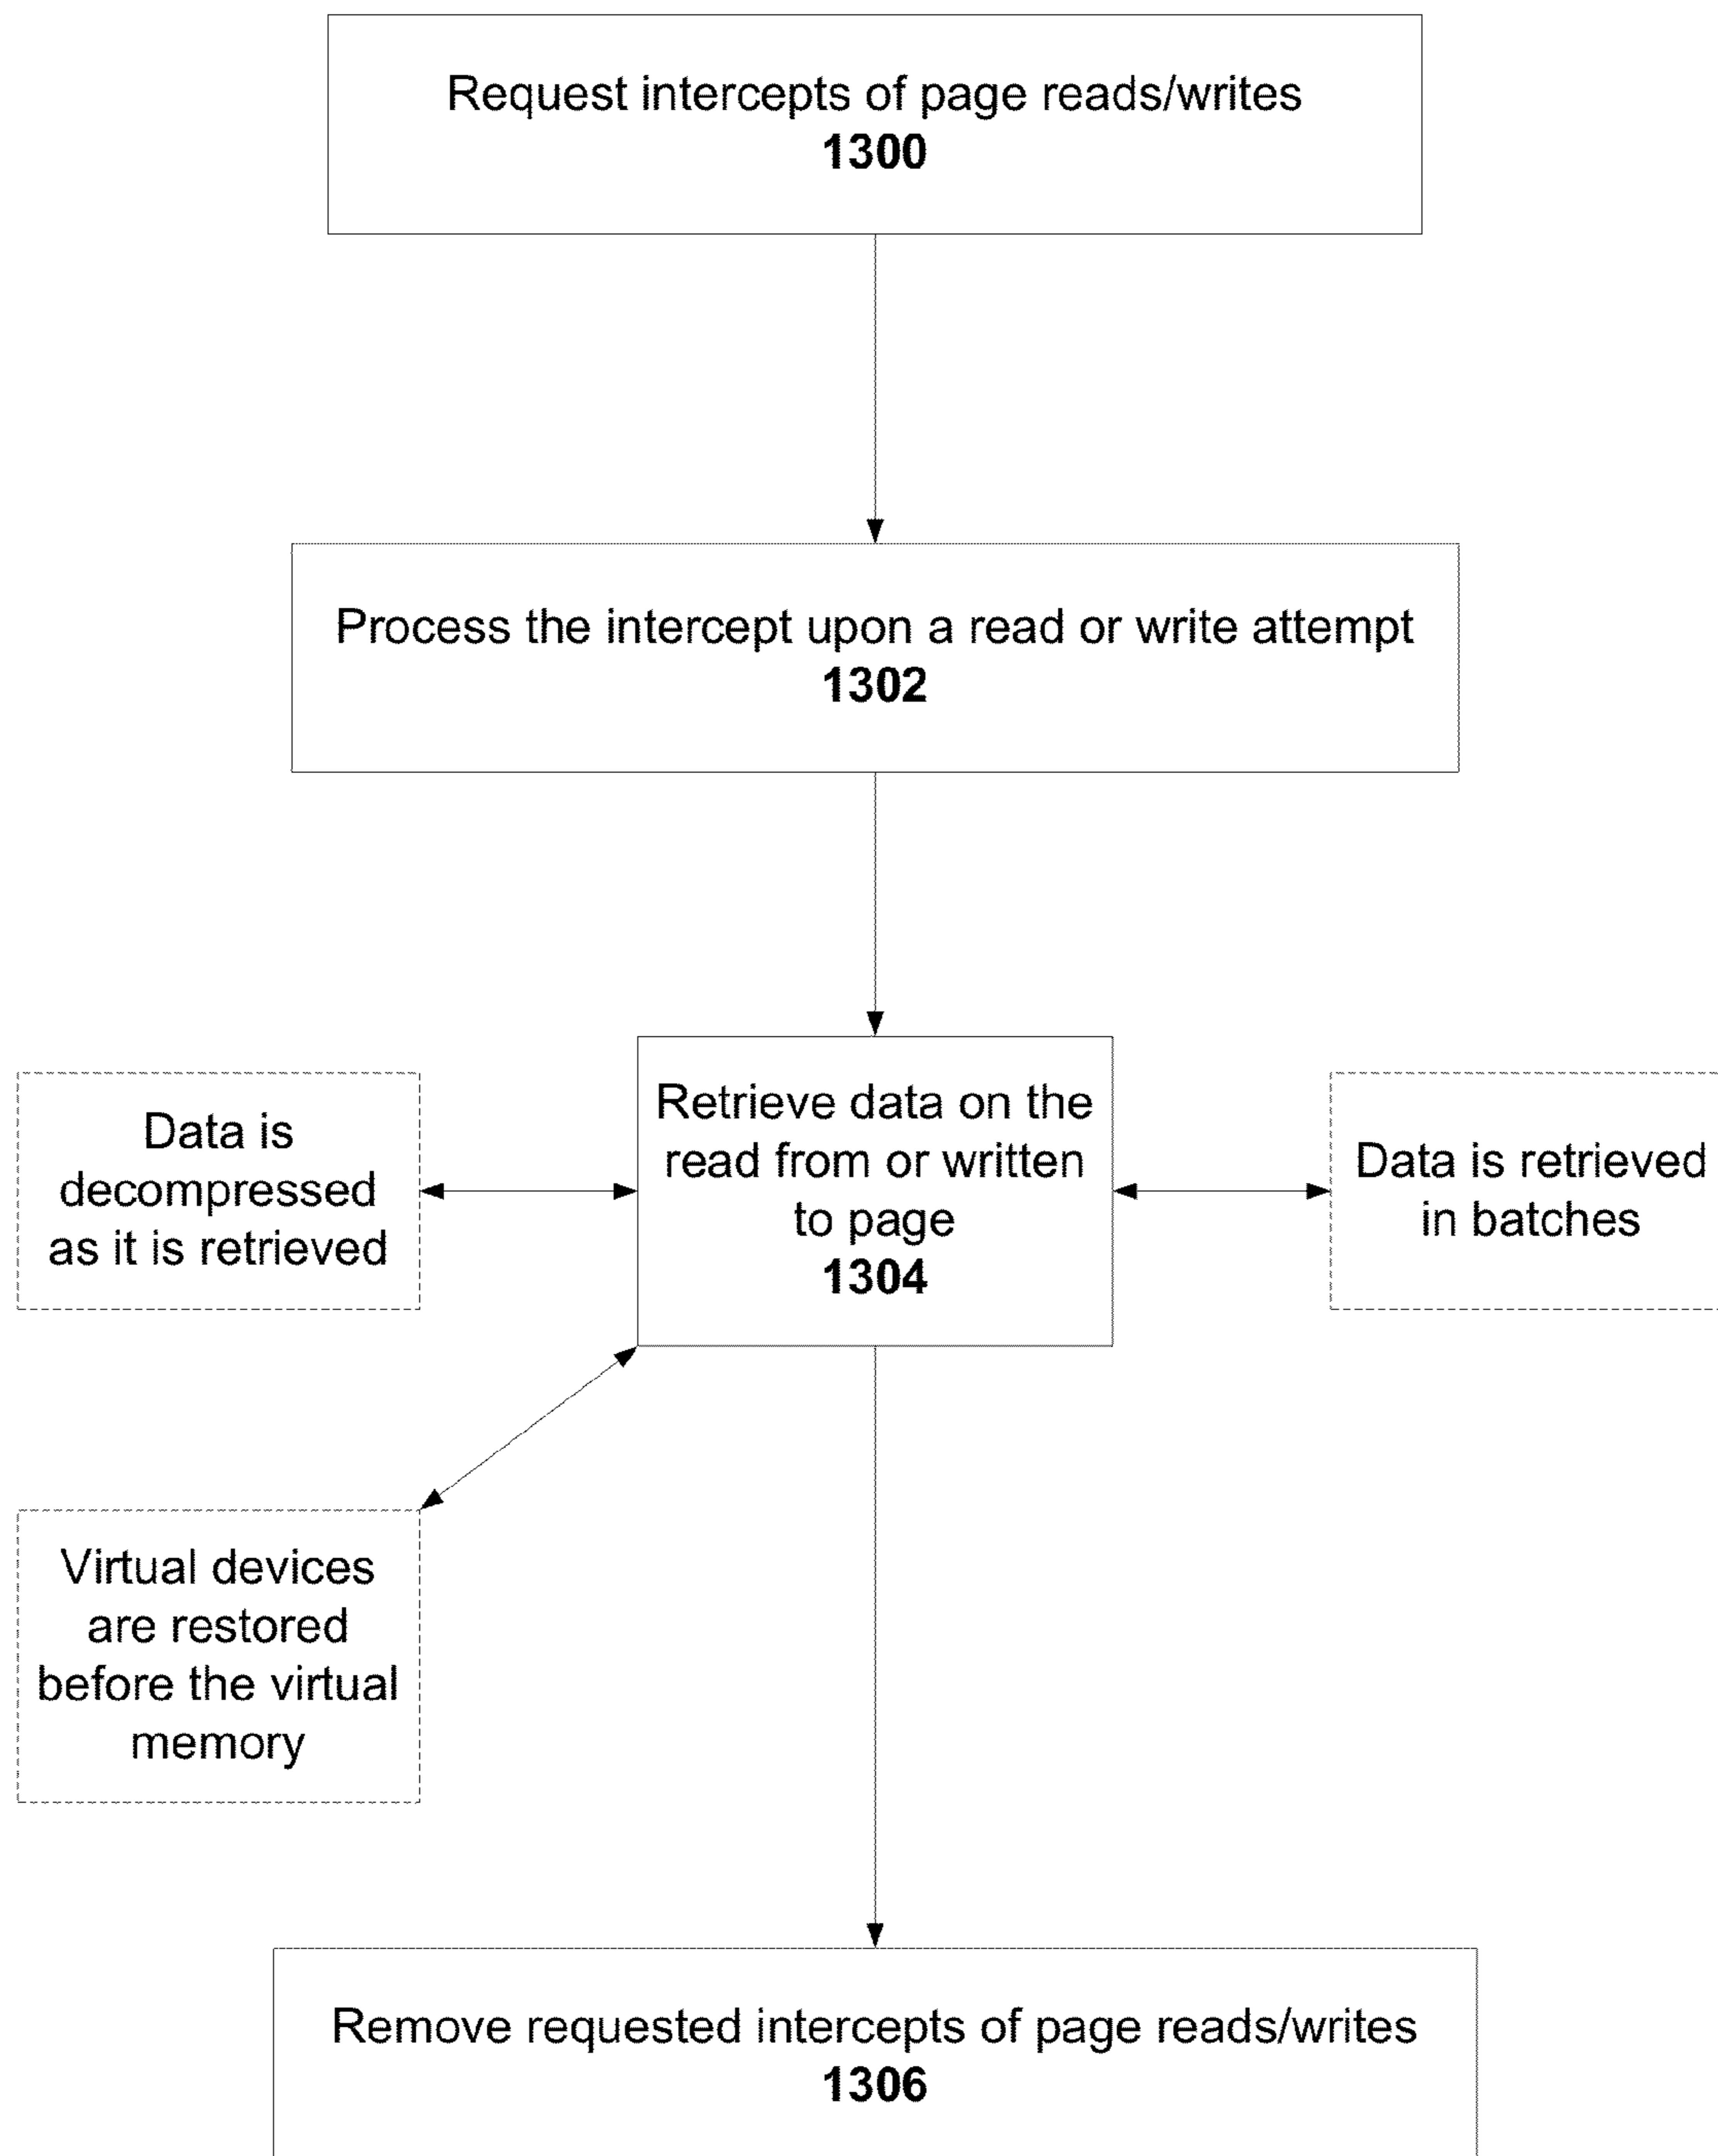 Request intercepts of page reads/writes
1300
Process the intercept upon a read or write attempt
1302
Data is
decompressed
as it is retrieved
Retrieve data on the
read from or written
to page
1304
Data is retrieved
in batches
Virtual devices
are restored
before the virtual
memory
Remove requested intercepts of page reads/writes
1306